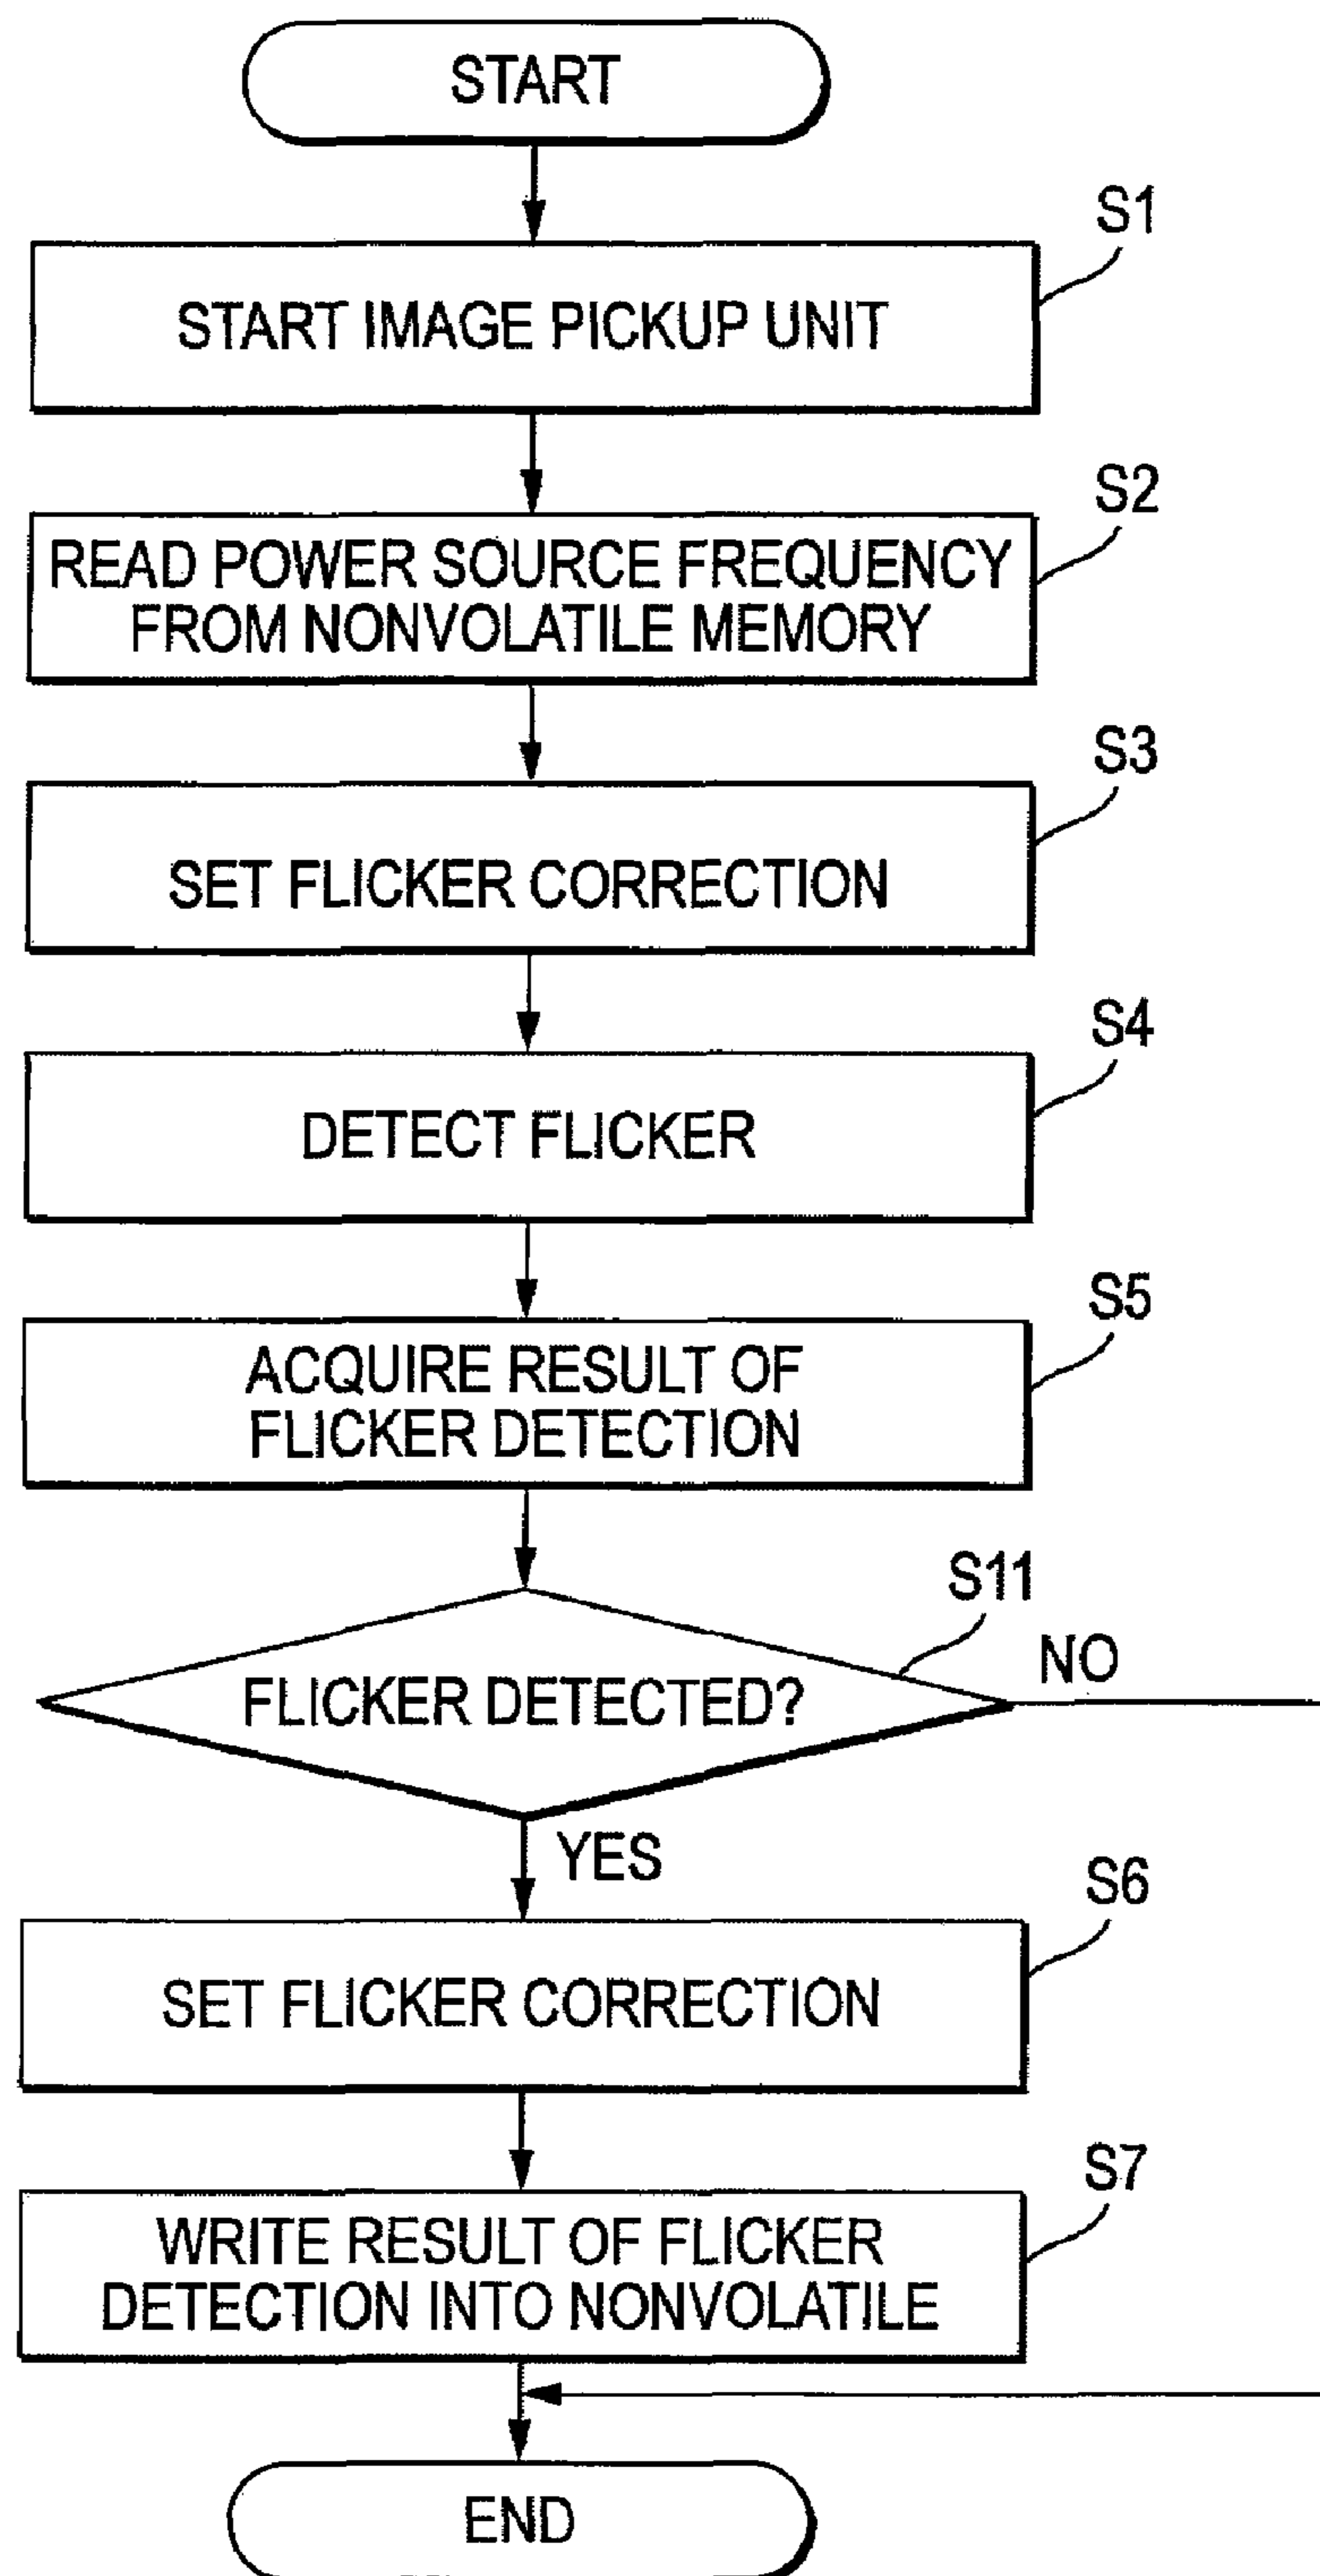 START
S1
START IMAGE PICKUP UNIT
S2
READ POWER SOURCE FREQUENCY
FROM NONVOLATILE MEMORY
S3
SET FLICKER CORRECTION
S4
DETECT FLICKER
S5
ACQUIRE RESULT OF
FLICKER DETECTION
S11
FLICKER DETECTED?
NO
YES
S6
SET FLICKER CORRECTION
S7
WRITE RESULT OF FLICKER
DETECTION INTO NONVOLATILE
END